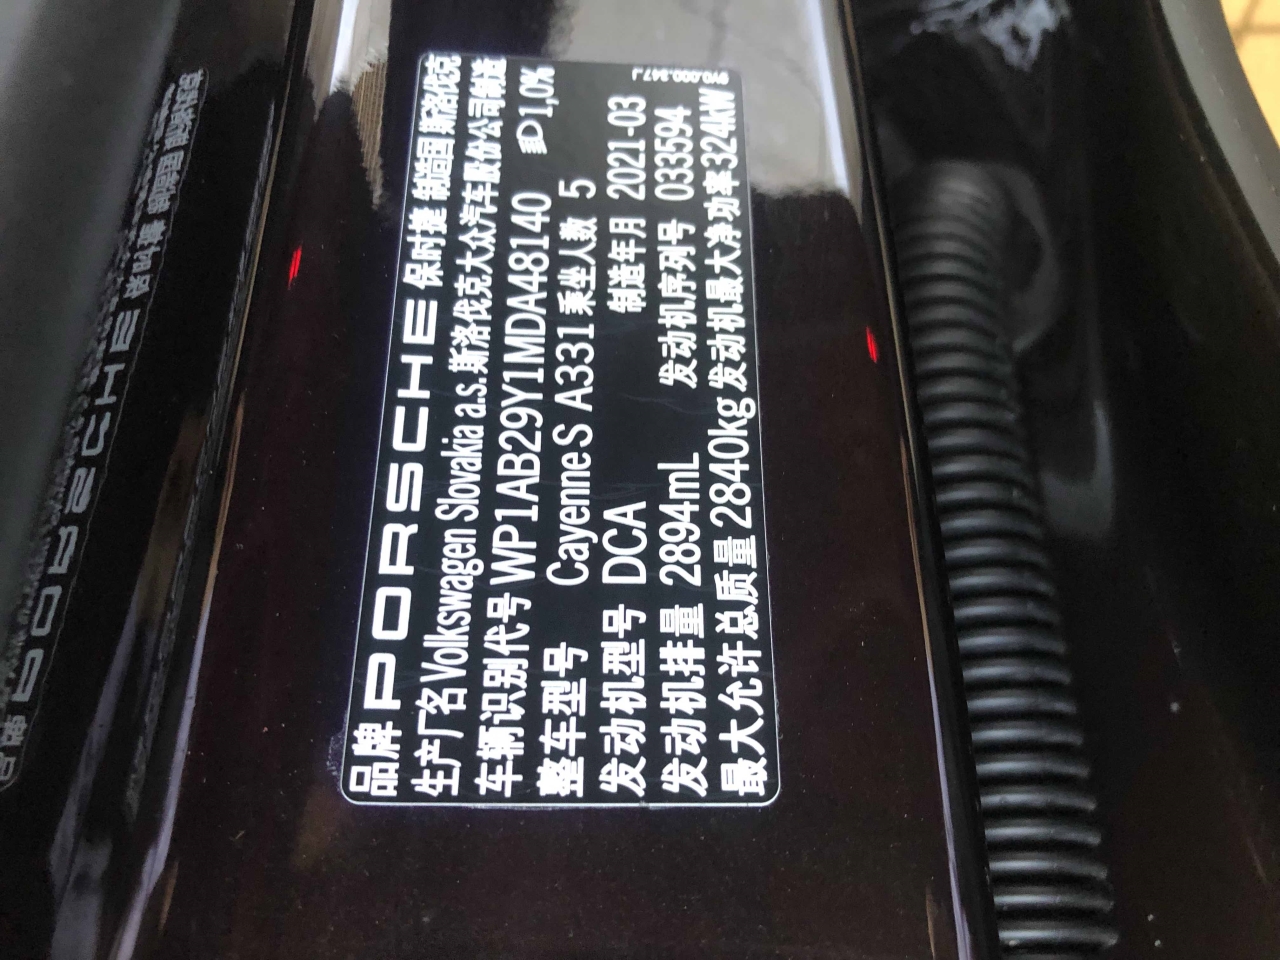 9Y0.000.347.J
品牌 PORSCHE 保时捷 制造国 斯洛伐克
生产厂名 Volkswagen Slovakia a.s.斯洛伐克大众汽车股份公司制造
车辆识别代号 WP1AB29Y1MDA48140 1,0%
整车型号 Cayenne S A331 乘坐人数 5
发动机型号 DCA 制造年月 2021-03
发动机排量 2894mL 发动机序列号 033594
最大允许总质量 2840kg 发动机最大净功率 324kW